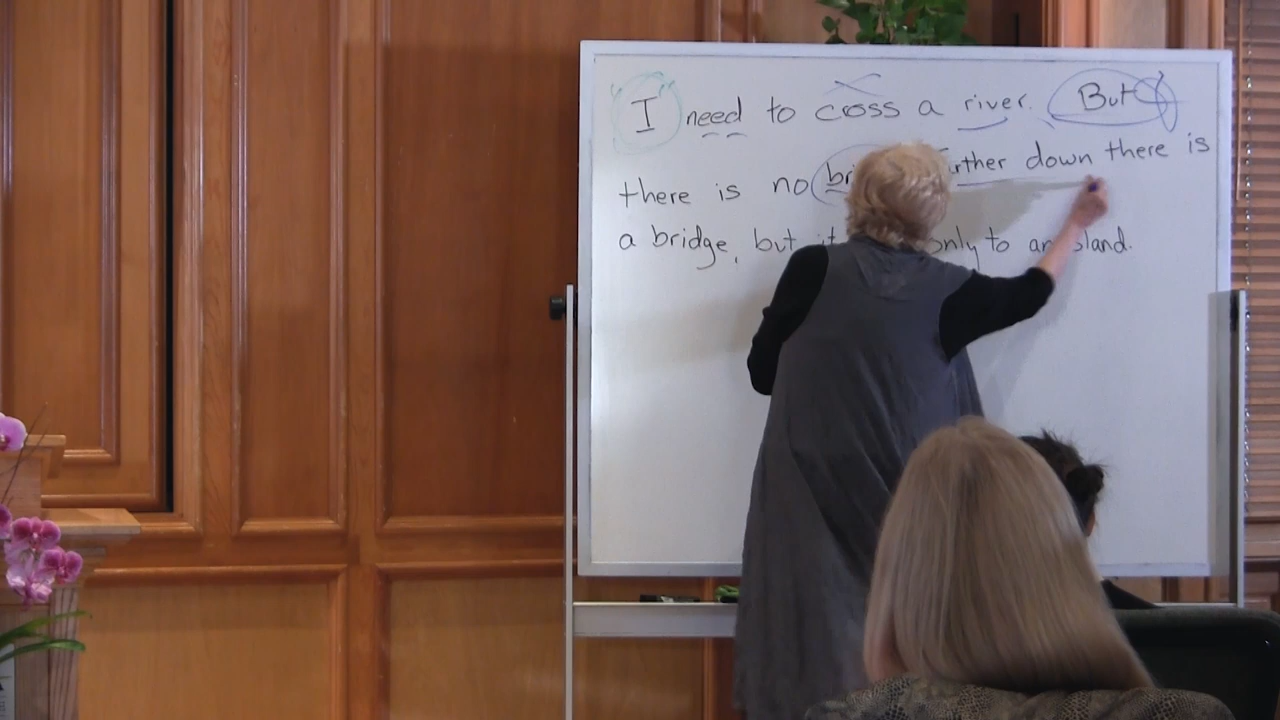 I need to cross a river. But
there is no down there is
a bridge, but only to an